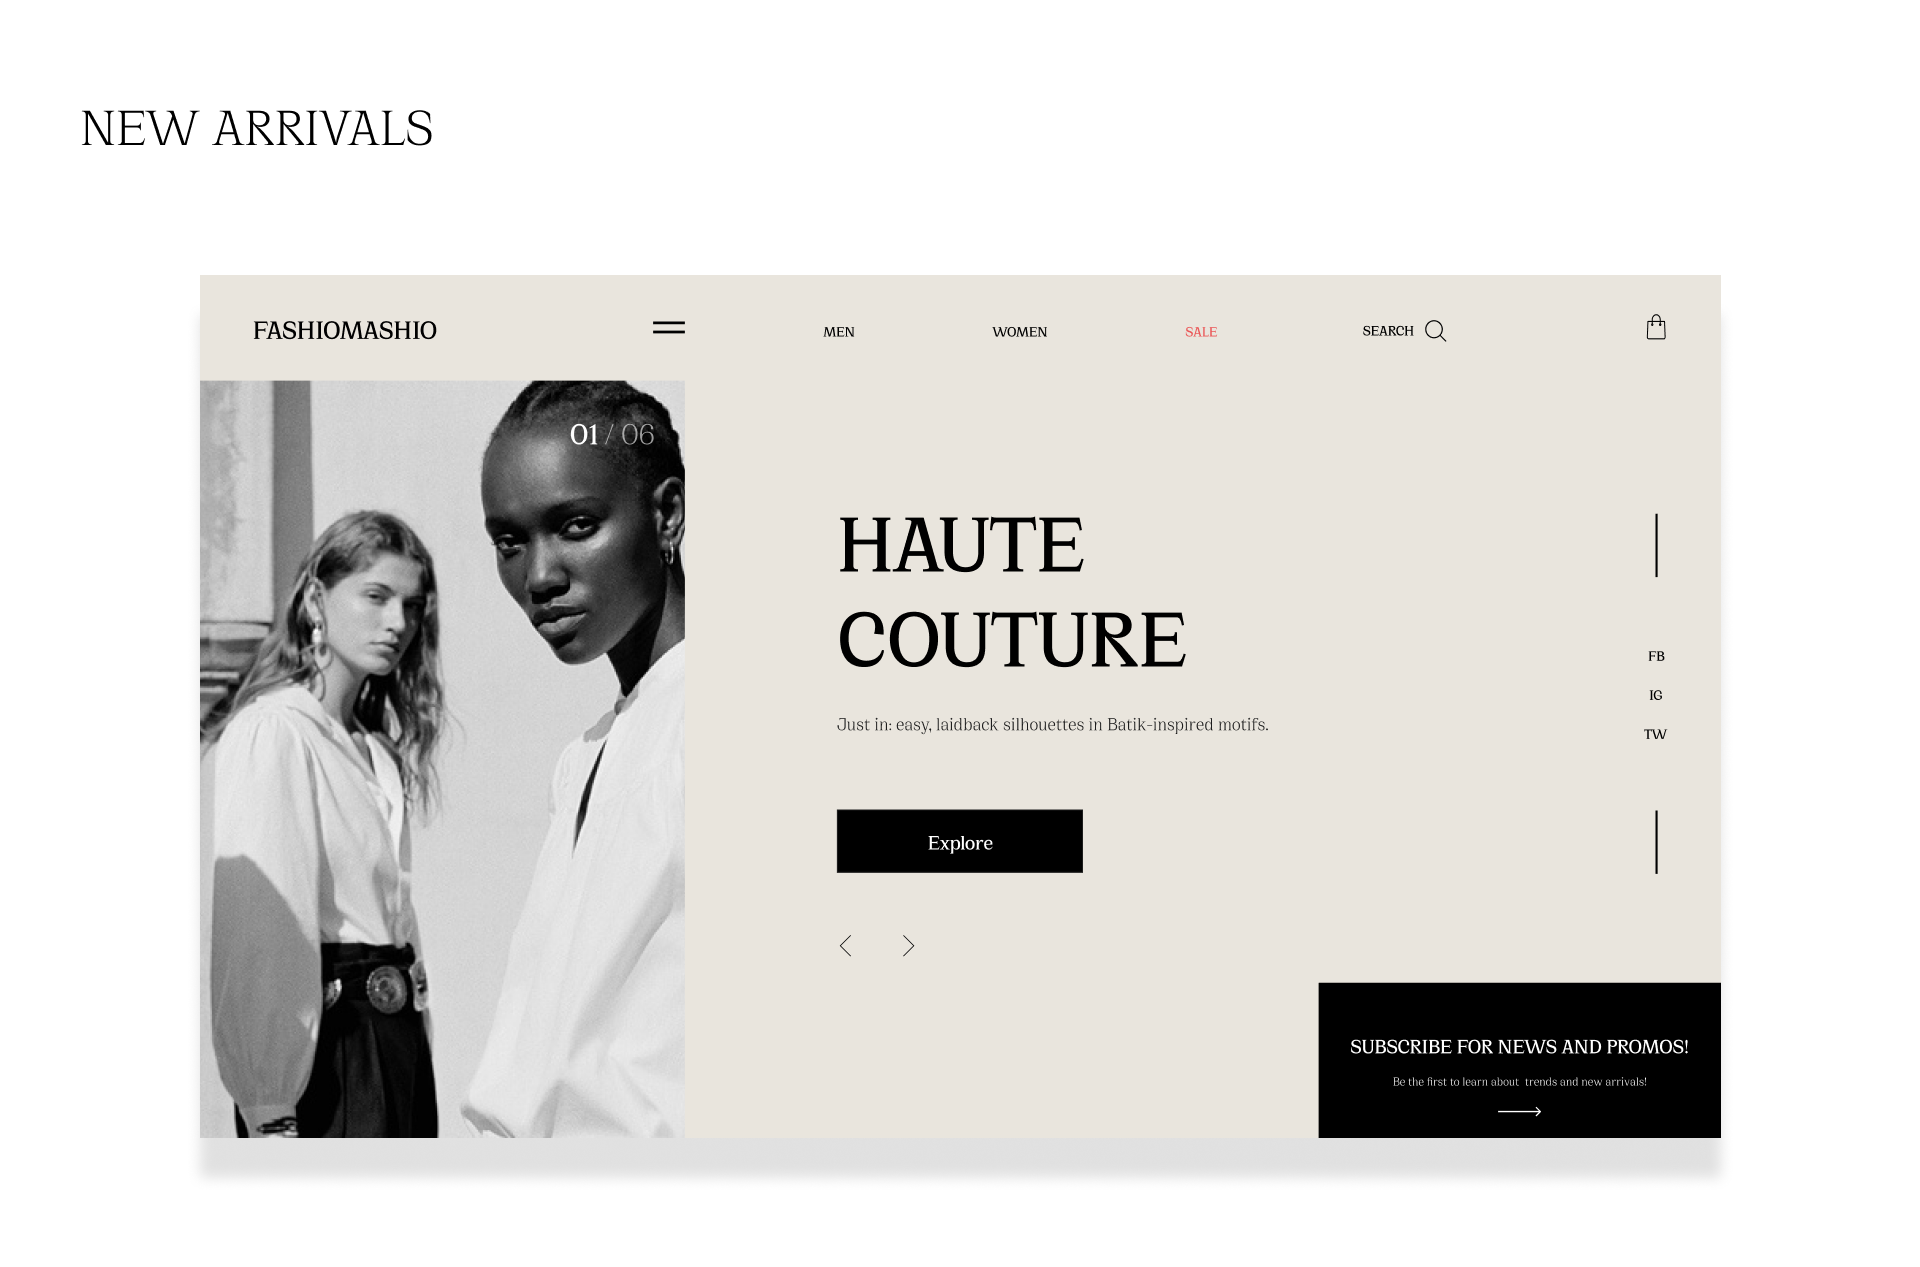 NEW ARRIVALS
FASHIOMASHIO
MEN
WOMEN
SALE
SEARCH
01 / 06
HAUTE
COUTURE
Just in: easy, laidback silhouettes in Batik-inspired motifs.
Explore
FB
IG
TW
SUBSCRIBE FOR NEWS AND PROMOS!
Be the first to learn about trends and new arrivals!